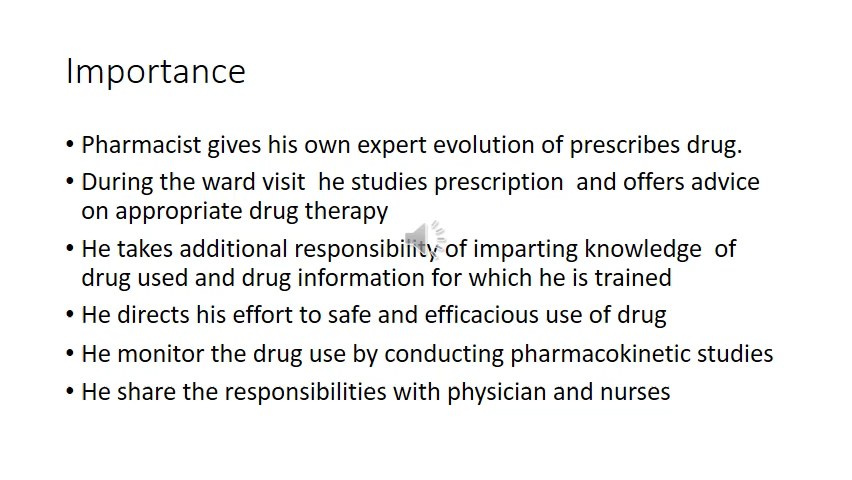 Importance
• Pharmacist gives his own expert evolution of prescribes drug.
• During the ward visit  he studies prescription  and offers advice
on appropriate drug therapy
• He takes additional responsibility of imparting knowledge  of
drug used and drug information for which he is trained
• He directs his effort to safe and efficacious use of drug
• He monitor the drug use by conducting pharmacokinetic studies
• He share the responsibilities with physician and nurses